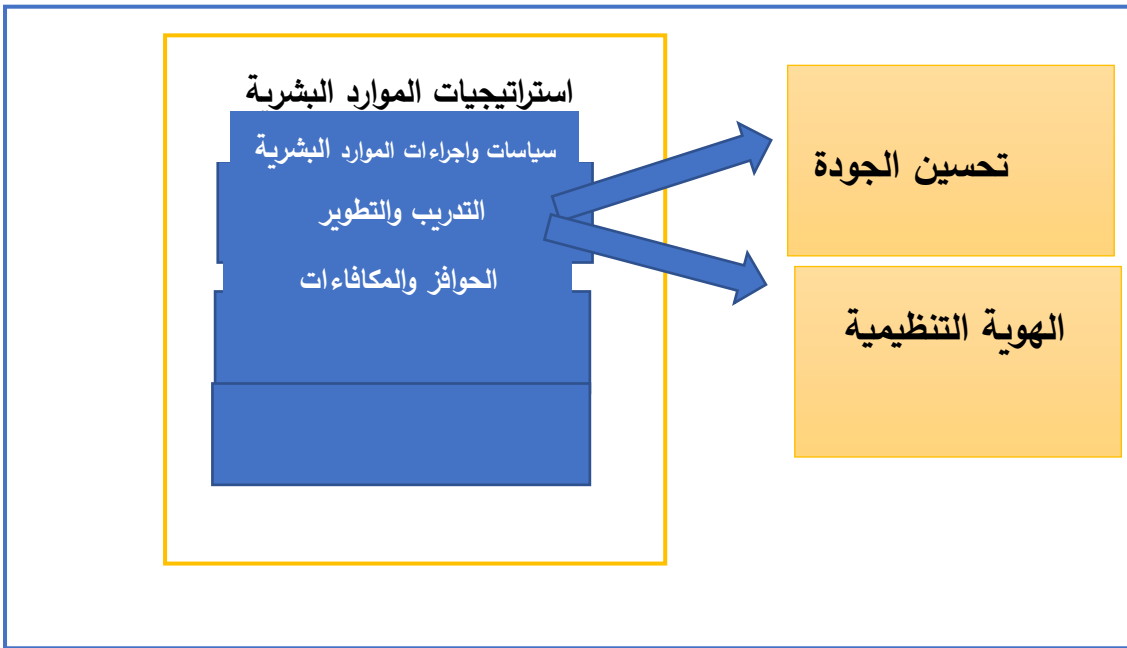 استراتيجيات الموارد البشرية
سياسات واجراءات الموارد البشرية
التدريب والتطوير
الحوافز والمكافاءات
تحسين الجودة
الهوية التنظيمية